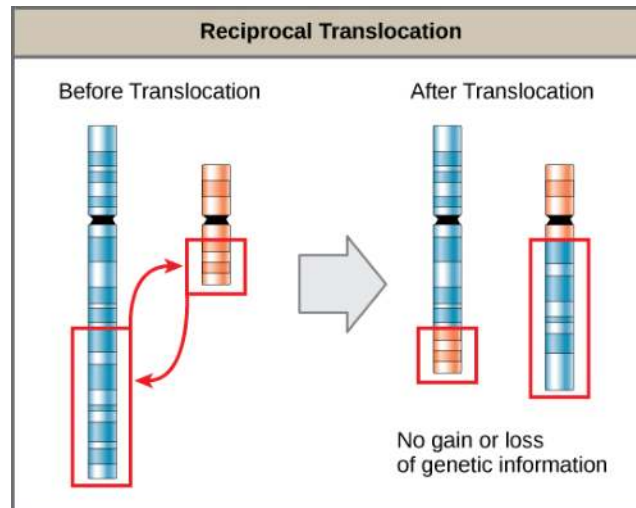 Reciprocal Translocation
Before Translocation
After Translocation
No gain or loss
of genetic information